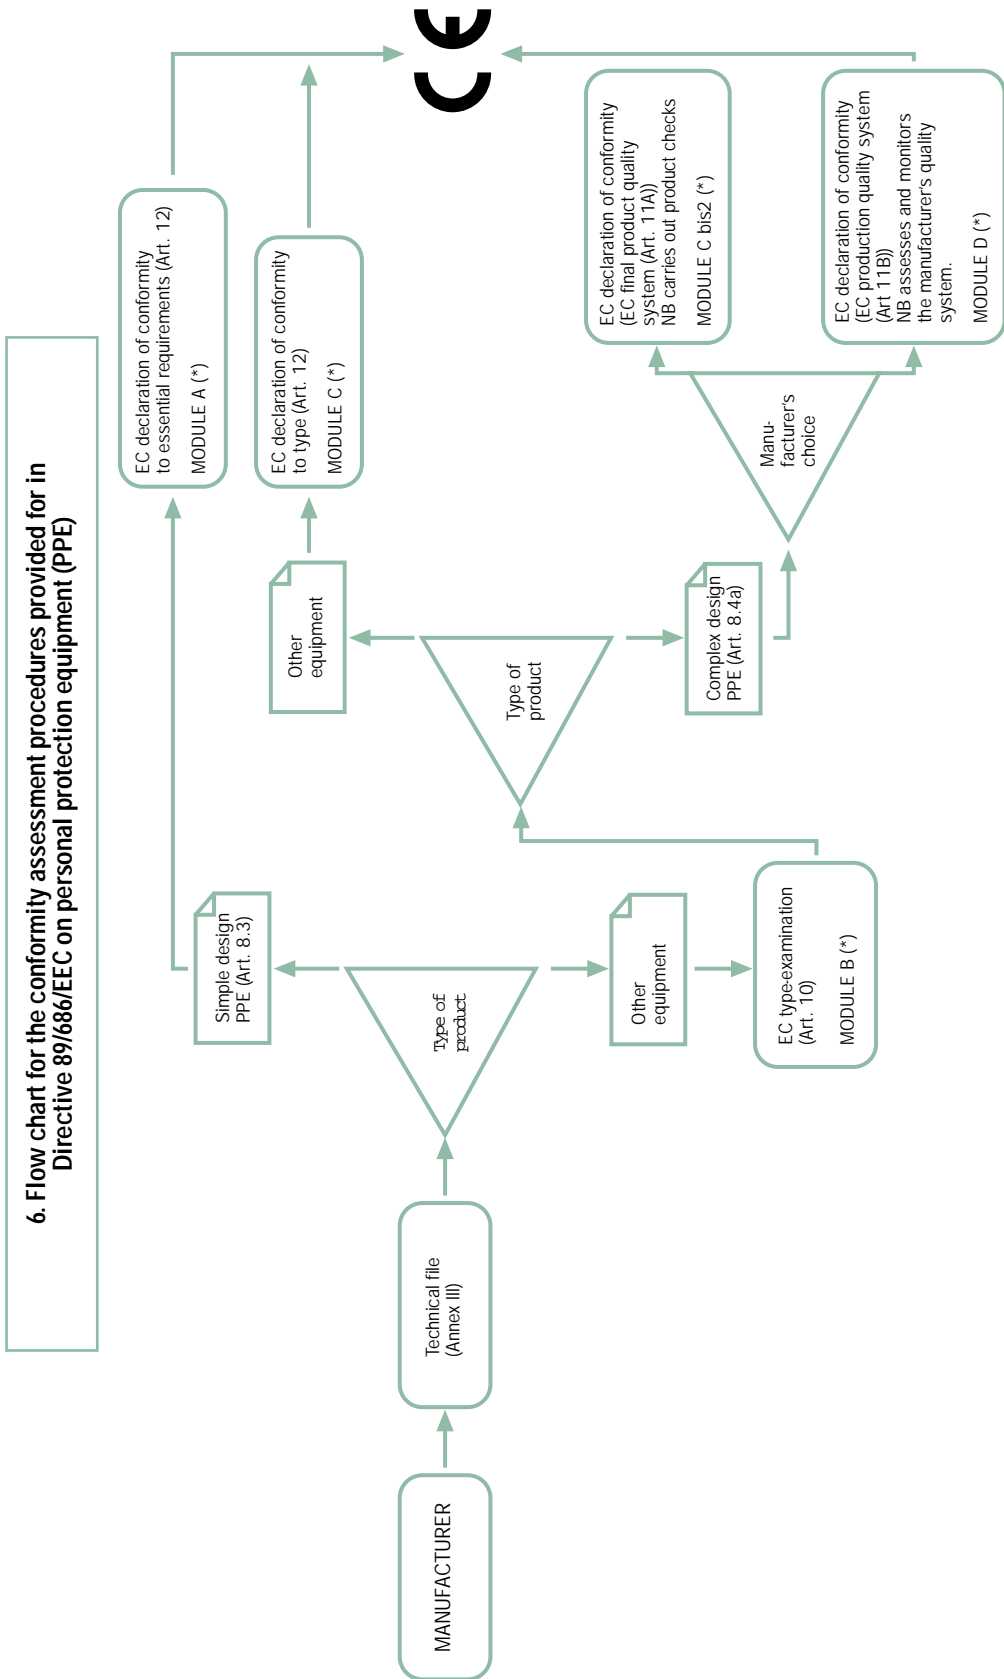 6. Flow chart for the conformity assessment procedures provided for in
Directive 89/686/EEC on personal protection equipment (PPE)
MANUFACTURER
Technical file
(Annex III)
Type of
product
Simple design
PPE (Art. 8.3)
Other
equipment
EC type-examination
(Art. 10)
MODULE B (*)
Type of
product
Other
equipment
Complex design
PPE (Art. 8.4a)
Manu-
facturer's
choice
EC declaration of conformity
to essential requirements (Art. 12)
MODULE A (*)
EC declaration of conformity
to type (Art. 12)
MODULE C (*)
EC declaration of conformity
(EC final product quality
system (Art. 11A))
NB carries out product checks
MODULE C bis2 (*)
EC declaration of conformity
(EC production quality system
(Art 11B))
NB assesses and monitors
the manufacturer's quality
system.
MODULE D (*)
CE